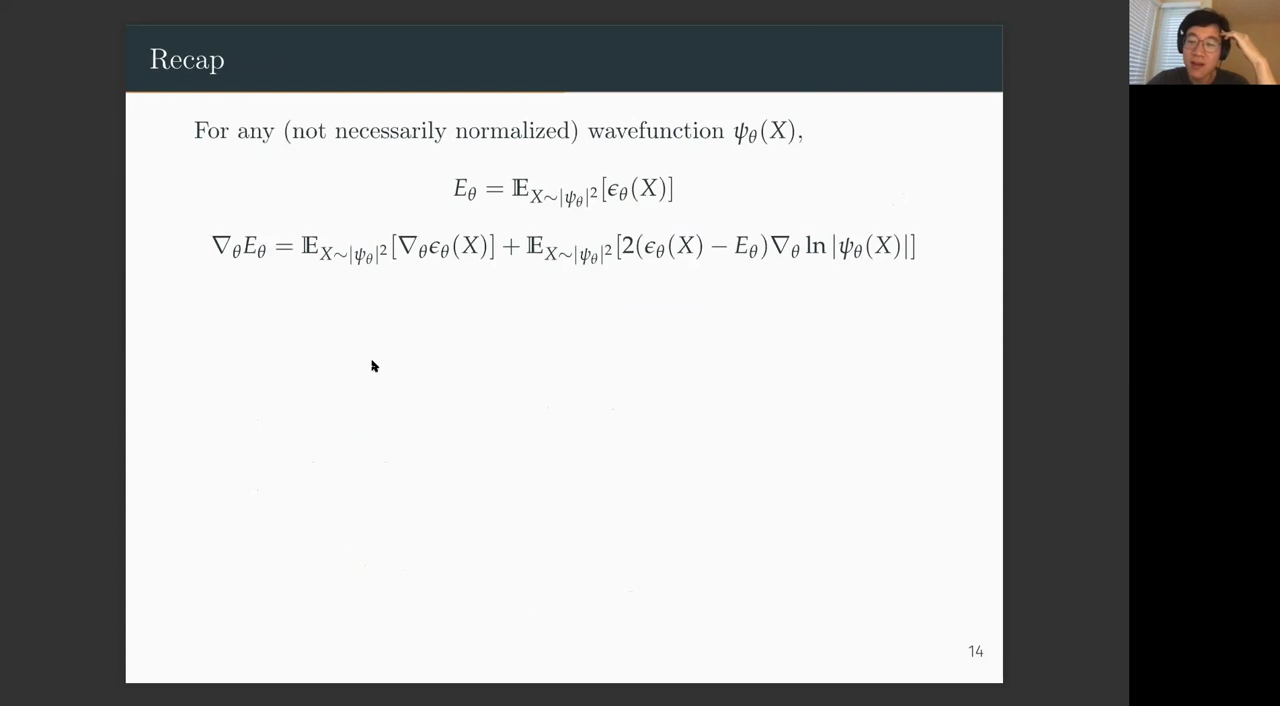 Recap
For any (not necessarily normalized) wavefunction ψ_θ(X),
E_θ = 𝔼_{X∼|ψ_θ|²}[ϵ_θ(X)]
∇_θE_θ = 𝔼_{X∼|ψ_θ|²}[∇_θϵ_θ(X)] + 𝔼_{X∼|ψ_θ|²}[2(ϵ_θ(X) − E_θ)∇_θ ln|ψ_θ(X)|]
14